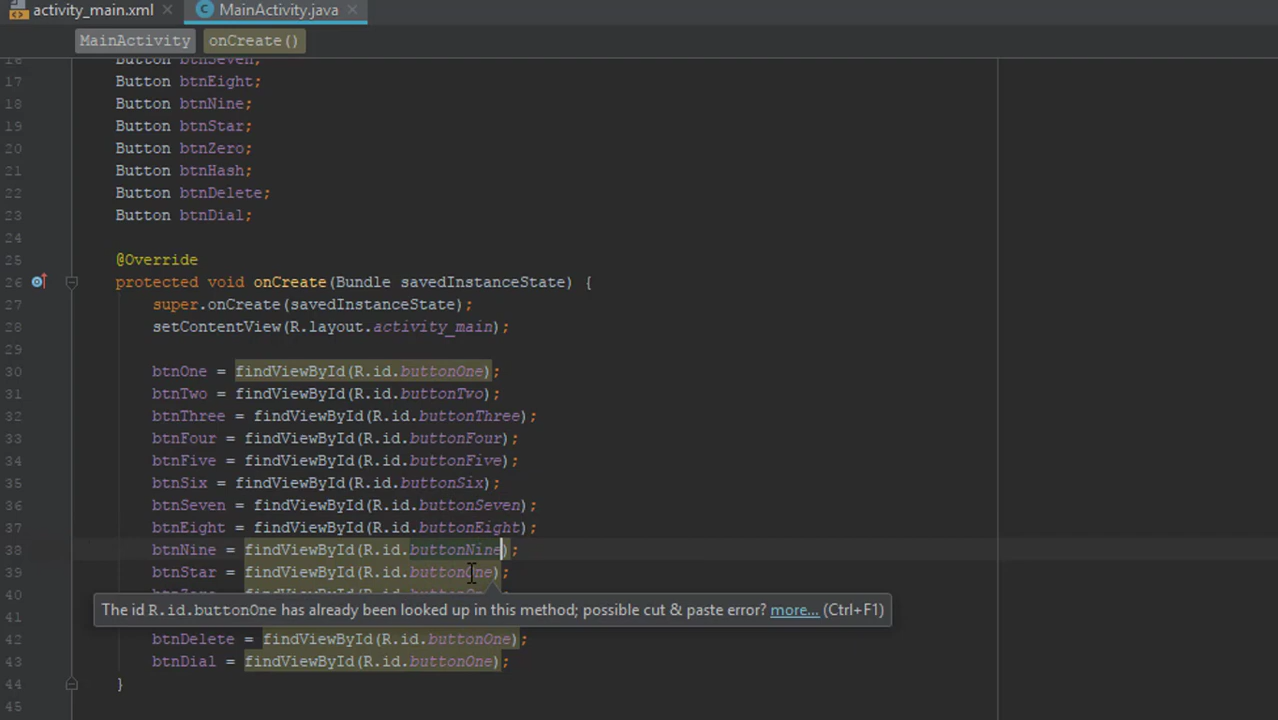 activity_main.xml
MainActivity.java
MainActivity onCreate()
16 Button btnSeven;
17 Button btnEight;
18 Button btnNine;
19 Button btnStar;
20 Button btnZero;
21 Button btnHash;
22 Button btnDelete;
23 Button btnDial;
24
25 @Override
26 protected void onCreate(Bundle savedInstanceState) {
27 super.onCreate(savedInstanceState);
28 setContentView(R.layout.activity_main);
29
30 btnOne = findViewById(R.id.buttonOne);
31 btnTwo = findViewById(R.id.buttonTwo);
32 btnThree = findViewById(R.id.buttonThree);
33 btnFour = findViewById(R.id.buttonFour);
34 btnFive = findViewById(R.id.buttonFive);
35 btnSix = findViewById(R.id.buttonSix);
36 btnSeven = findViewById(R.id.buttonSeven);
37 btnEight = findViewById(R.id.buttonEight);
38 btnNine = findViewById(R.id.buttonNine);
39 btnStar = findViewById(R.id.buttonOne);
40
The id R.id.buttonOne has already been looked up in this method; possible cut & paste error? more... (Ctrl+F1)
41
42 btnDelete = findViewById(R.id.buttonOne);
43 btnDial = findViewById(R.id.buttonOne);
44 }
45